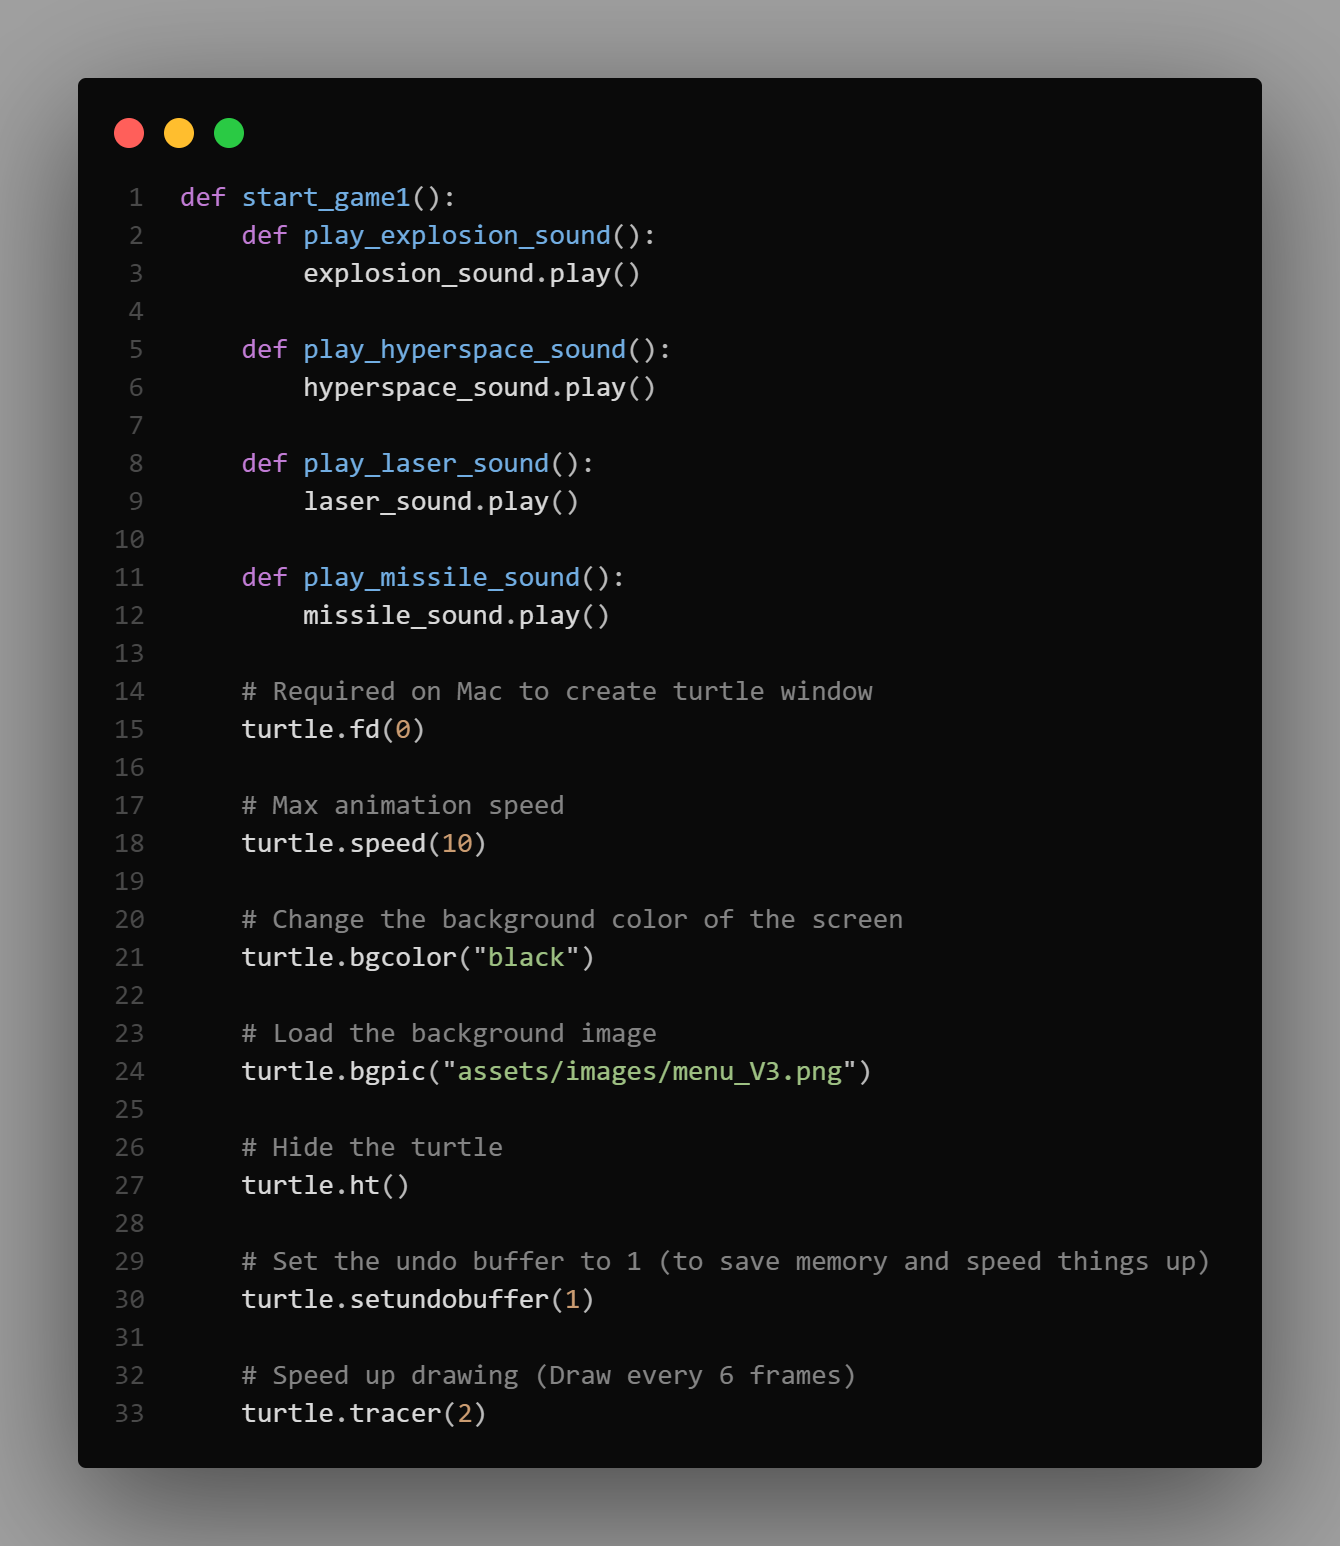 1 def start_game1():
2     def play_explosion_sound():
3         explosion_sound.play()
4
5     def play_hyperspace_sound():
6         hyperspace_sound.play()
7
8     def play_laser_sound():
9         laser_sound.play()
10
11     def play_missile_sound():
12         missile_sound.play()
13
14     # Required on Mac to create turtle window
15     turtle.fd(0)
16
17     # Max animation speed
18     turtle.speed(10)
19
20     # Change the background color of the screen
21     turtle.bgcolor("black")
22
23     # Load the background image
24     turtle.bgpic("assets/images/menu_V3.png")
25
26     # Hide the turtle
27     turtle.ht()
28
29     # Set the undo buffer to 1 (to save memory and speed things up)
30     turtle.setundobuffer(1)
31
32     # Speed up drawing (Draw every 6 frames)
33     turtle.tracer(2)